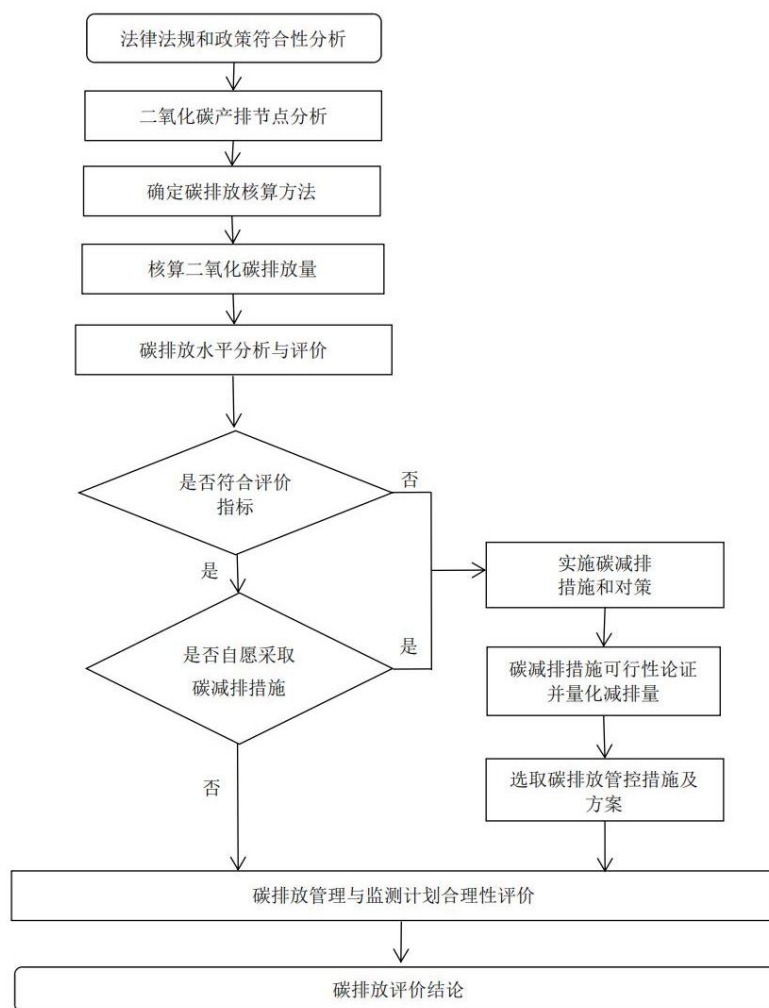 法律法规和政策符合性分析
二氧化碳产排节点分析
确定碳排放核算方法
核算二氧化碳排放量
碳排放水平分析与评价
是否符合评价
指标
否
是
实施碳减排
措施和对策
是否自愿采取
碳减排措施
是
碳减排措施可行性论证
并量化减排量
否
选取碳排放管控措施及
方案
碳排放管理与监测计划合理性评价
碳排放评价结论